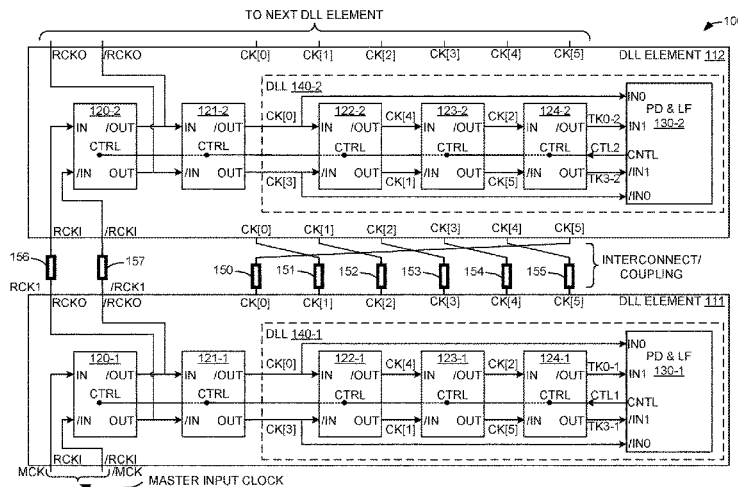 TO NEXT DLL ELEMENT
RCKO /RCKO CK[0] CK[1] CK[2] CK[3] CK[4] CK[5] DLL ELEMENT 112
DLL 140-2
120-2 121-2 122-2 123-2 124-2 PD & LF 130-2
IN /OUT IN /OUT CK[0] IN /OUT CK[4] IN /OUT CK[2] IN /OUT TK0-2 IN0 IN1
CTRL CTRL CTRL CTRL CTRL CTL2 CNTL
/IN OUT /IN OUT CK[3] /IN OUT CK[1] /IN OUT CK[5] /IN OUT TK3-2 /IN1 /IN0
RCKI /RCKI CK[0] CK[1] CK[2] CK[3] CK[4] CK[5]
156 157 150 151 152 153 154 155 INTERCONNECT/
COUPLING
RCK1 /RCK1
RCKO /RCKO CK[0] CK[1] CK[2] CK[3] CK[4] CK[5] DLL ELEMENT 111
DLL 140-1
120-1 121-1 122-1 123-1 124-1 PD & LF 130-1
IN /OUT IN /OUT CK[0] IN /OUT CK[4] IN /OUT CK[2] IN /OUT TK0-1 IN0 IN1
CTRL CTRL CTRL CTRL CTRL CTL1 CNTL
/IN OUT /IN OUT CK[3] /IN OUT CK[1] /IN OUT CK[5] /IN OUT TK3-1 /IN1 /IN0
RCKI /RCKI
MCK /MCK
MASTER INPUT CLOCK